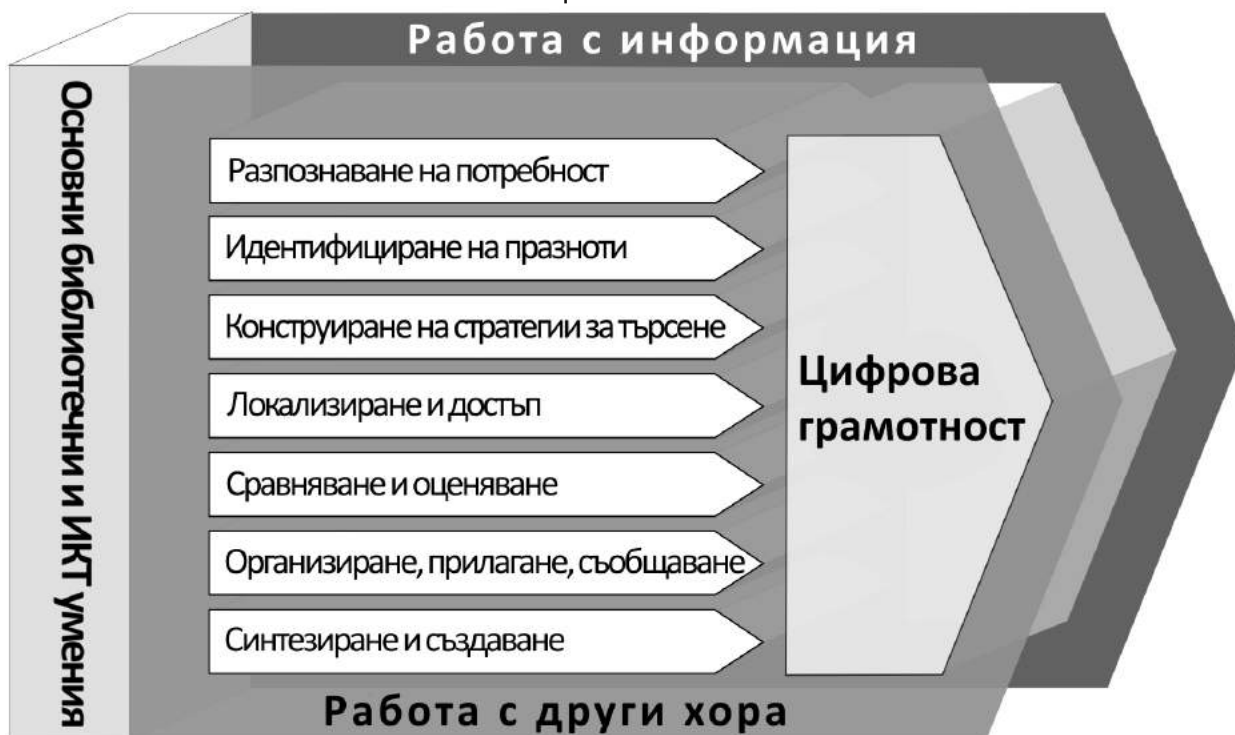 Работа с информация
Основни библиотечни и ИКТ умения
Разпознаване на потребност
Идентифициране на празноти
Конструиране на стратегии за търсене
Локализиране и достъп
Сравняване и оценяване
Организиране, прилагане, съобщаване
Синтезиране и създаване
Цифрова
грамотност
Работа с други хора